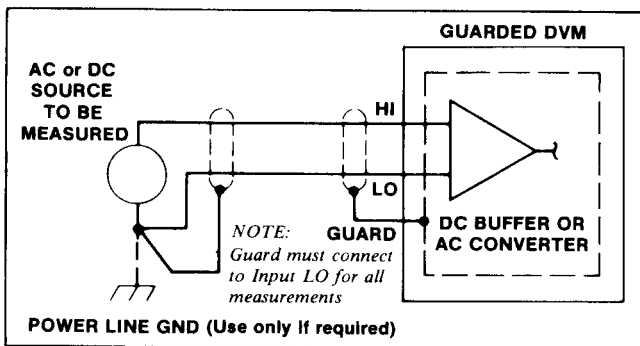 GUARDED DVM
AC or DC
SOURCE
TO BE
MEASURED
HI
LO
NOTE:
Guard must connect
to Input LO for all
measurements
GUARD
DC BUFFER OR
AC CONVERTER
POWER LINE GND (Use only if required)